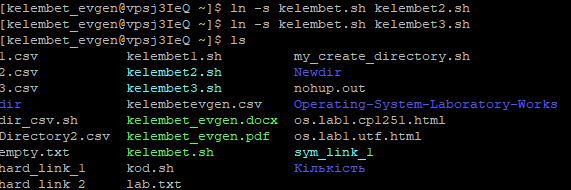 [kelembet_evgen@vpsj3IeQ ~]$ ln -s kelembet.sh kelembet2.sh
[kelembet_evgen@vpsj3IeQ ~]$ ln -s kelembet.sh kelembet3.sh
[kelembet_evgen@vpsj3IeQ ~]$ ls
1.csv kelembet1.sh my_create_directory.sh
2.csv kelembet2.sh Newdir
3.csv kelembet3.sh nohup.out
dir kelembetevgen.csv Operating-System-Laboratory-Works
dir_csv.sh kelembet_evgen.docx os.lab1.cp1251.html
Directory2.csv kelembet_evgen.pdf os.lab1.utf.html
empty.txt kelembet.sh sym_link_1
hard_link_1 kod.sh Кількість
hard_link_2 lab.txt